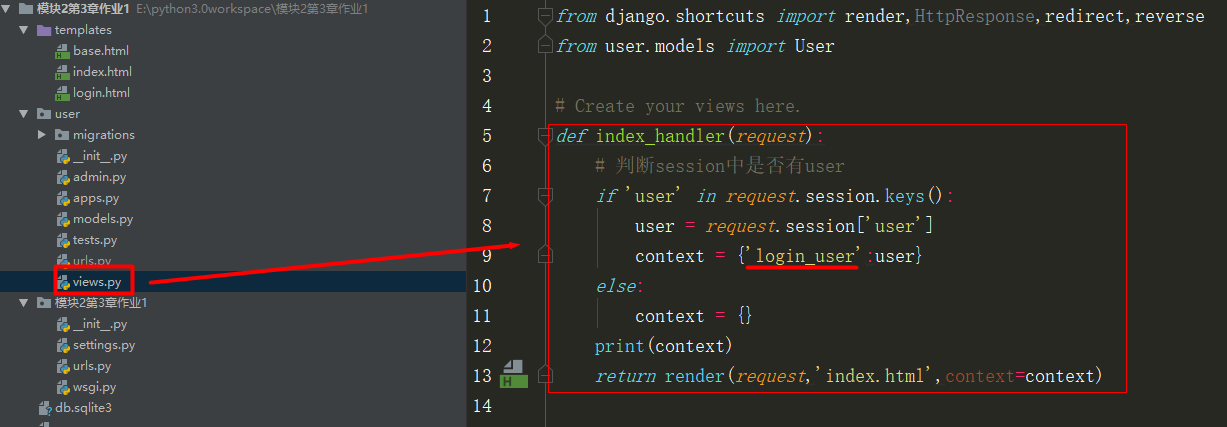 模块2第3章作业1 E:\python3.0workspace\模块2第3章作业1
templates
base.html
index.html
login.html
user
migrations
__init__.py
admin.py
apps.py
models.py
tests.py
urls.py
views.py
模块2第3章作业1
__init__.py
settings.py
urls.py
wsgi.py
db.sqlite3
1 from django.shortcuts import render,HttpResponse,redirect,reverse
2 from user.models import User
3
4 # Create your views here.
5 def index_handler(request):
6 # 判断session中是否有user
7 if 'user' in request.session.keys():
8 user = request.session['user']
9 context = {'login_user':user}
10 else:
11 context = {}
12 print(context)
13 return render(request,'index.html',context=context)
14